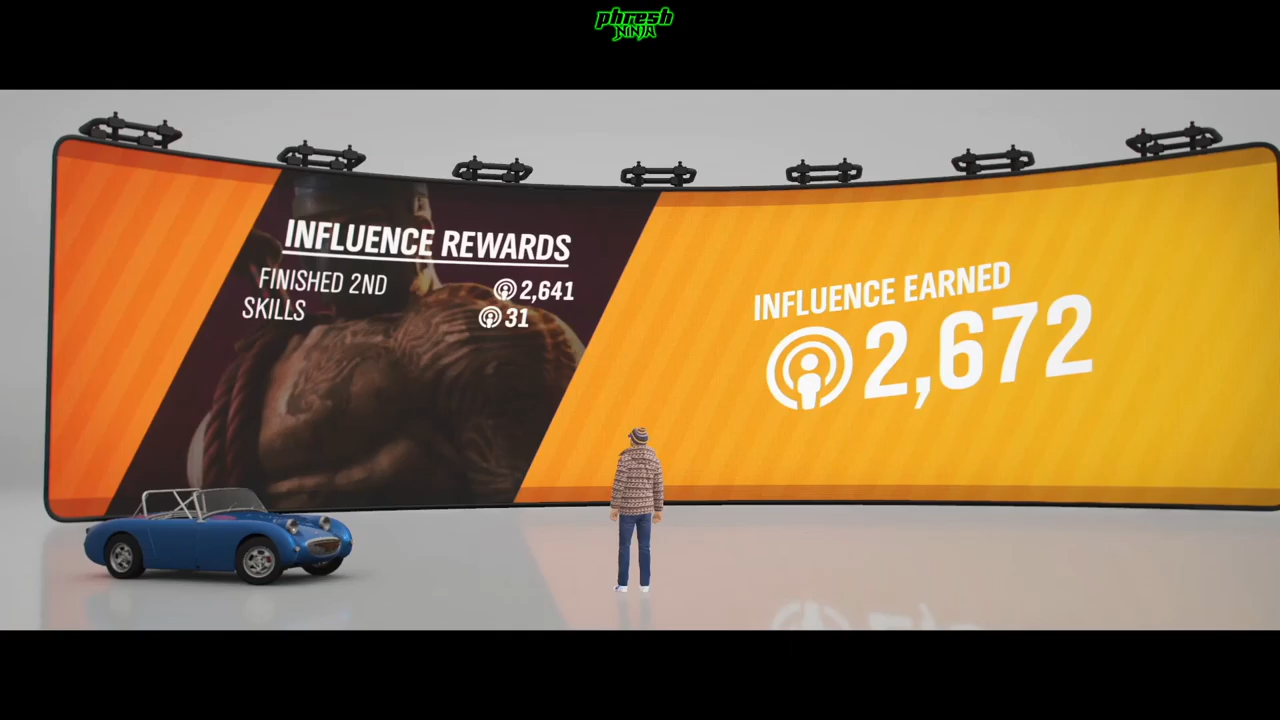 phresh
NINJA
INFLUENCE REWARDS
FINISHED 2ND 2,641
SKILLS 31
INFLUENCE EARNED
2,672